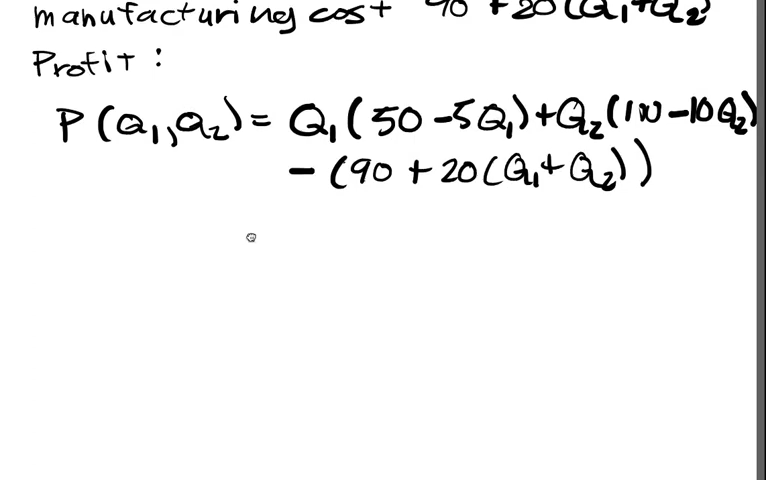 manufacturing cost 90 + 20(Q₁+Q₂)
Profit :
P(Q₁,Q₂) = Q₁(50 - 5Q₁) + Q₂(100 - 10Q₂)
- (90 + 20(Q₁+Q₂))